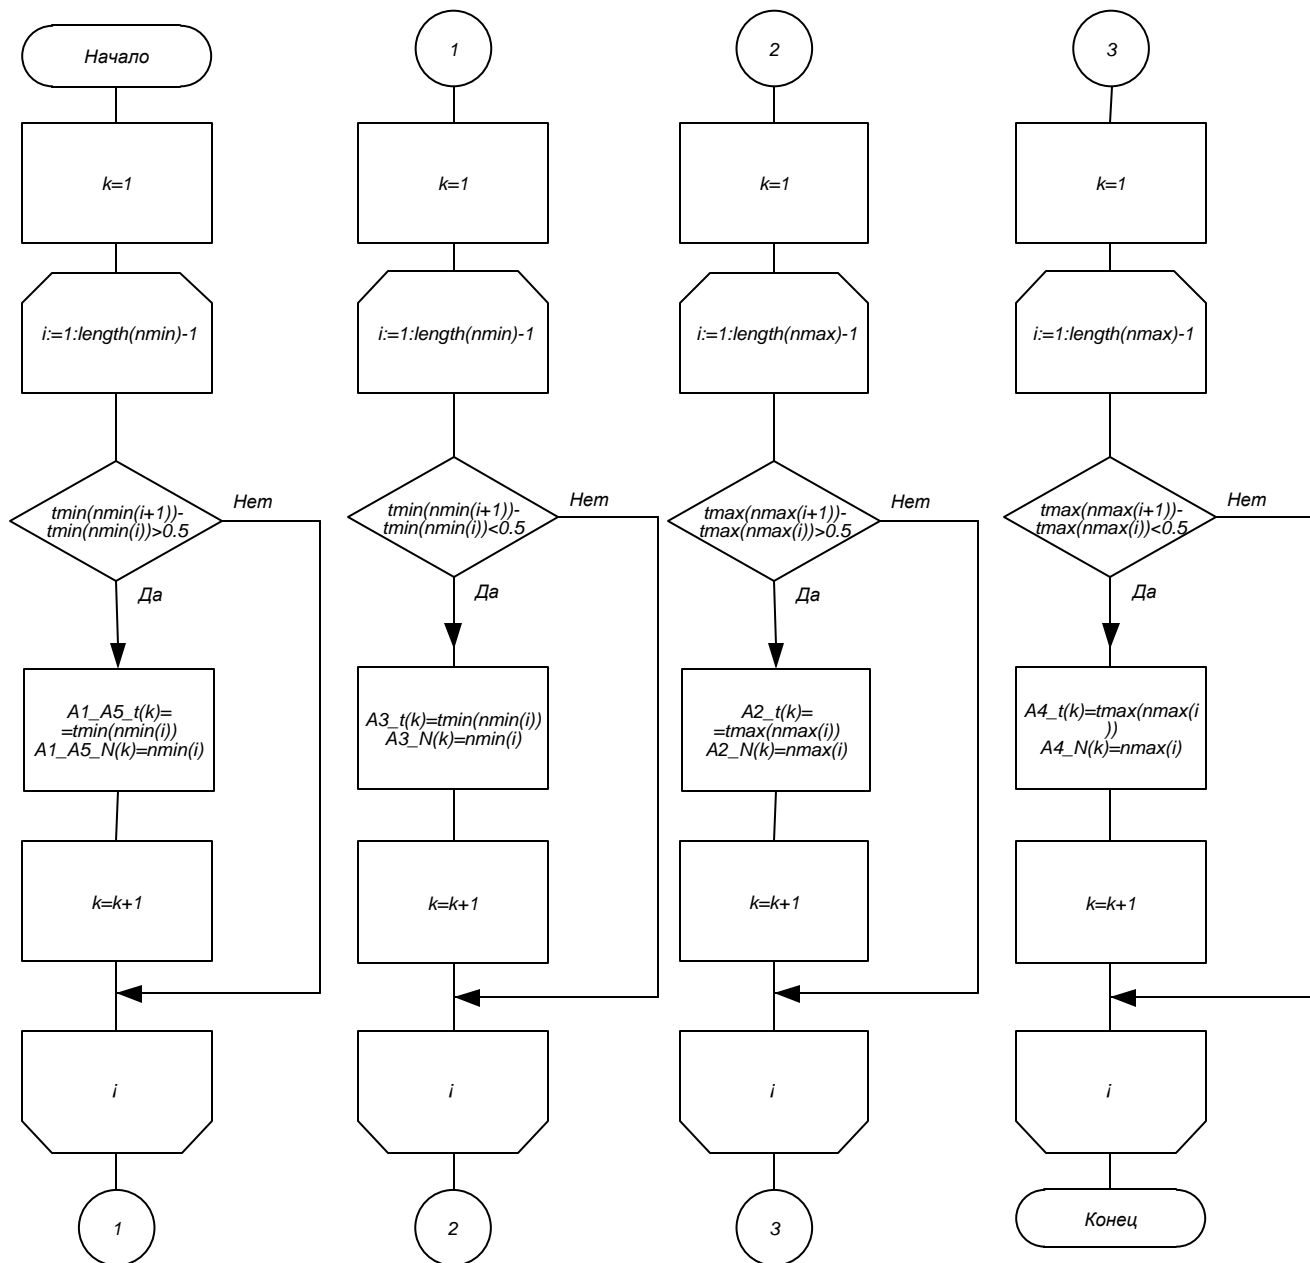 Начало
k=1
i:=1:length(nmin)-1
tmin(nmin(i+1))-
tmin(nmin(i))>0.5
Нет
Да
A1_A5_t(k)=
=tmin(nmin(i))
A1_A5_N(k)=nmin(i)
k=k+1
i
1
1
k=1
i:=1:length(nmin)-1
tmin(nmin(i+1))-
tmin(nmin(i))<0.5
Нет
Да
A3_t(k)=tmin(nmin(i))
A3_N(k)=nmin(i)
k=k+1
i
2
2
k=1
i:=1:length(nmax)-1
tmax(nmax(i+1))-
tmax(nmax(i))>0.5
Нет
Да
A2_t(k)=
=tmax(nmax(i))
A2_N(k)=nmax(i)
k=k+1
i
3
3
k=1
i:=1:length(nmax)-1
tmax(nmax(i+1))-
tmax(nmax(i))<0.5
Нет
Да
A4_t(k)=tmax(nmax(i
))
A4_N(k)=nmax(i)
k=k+1
i
Конец